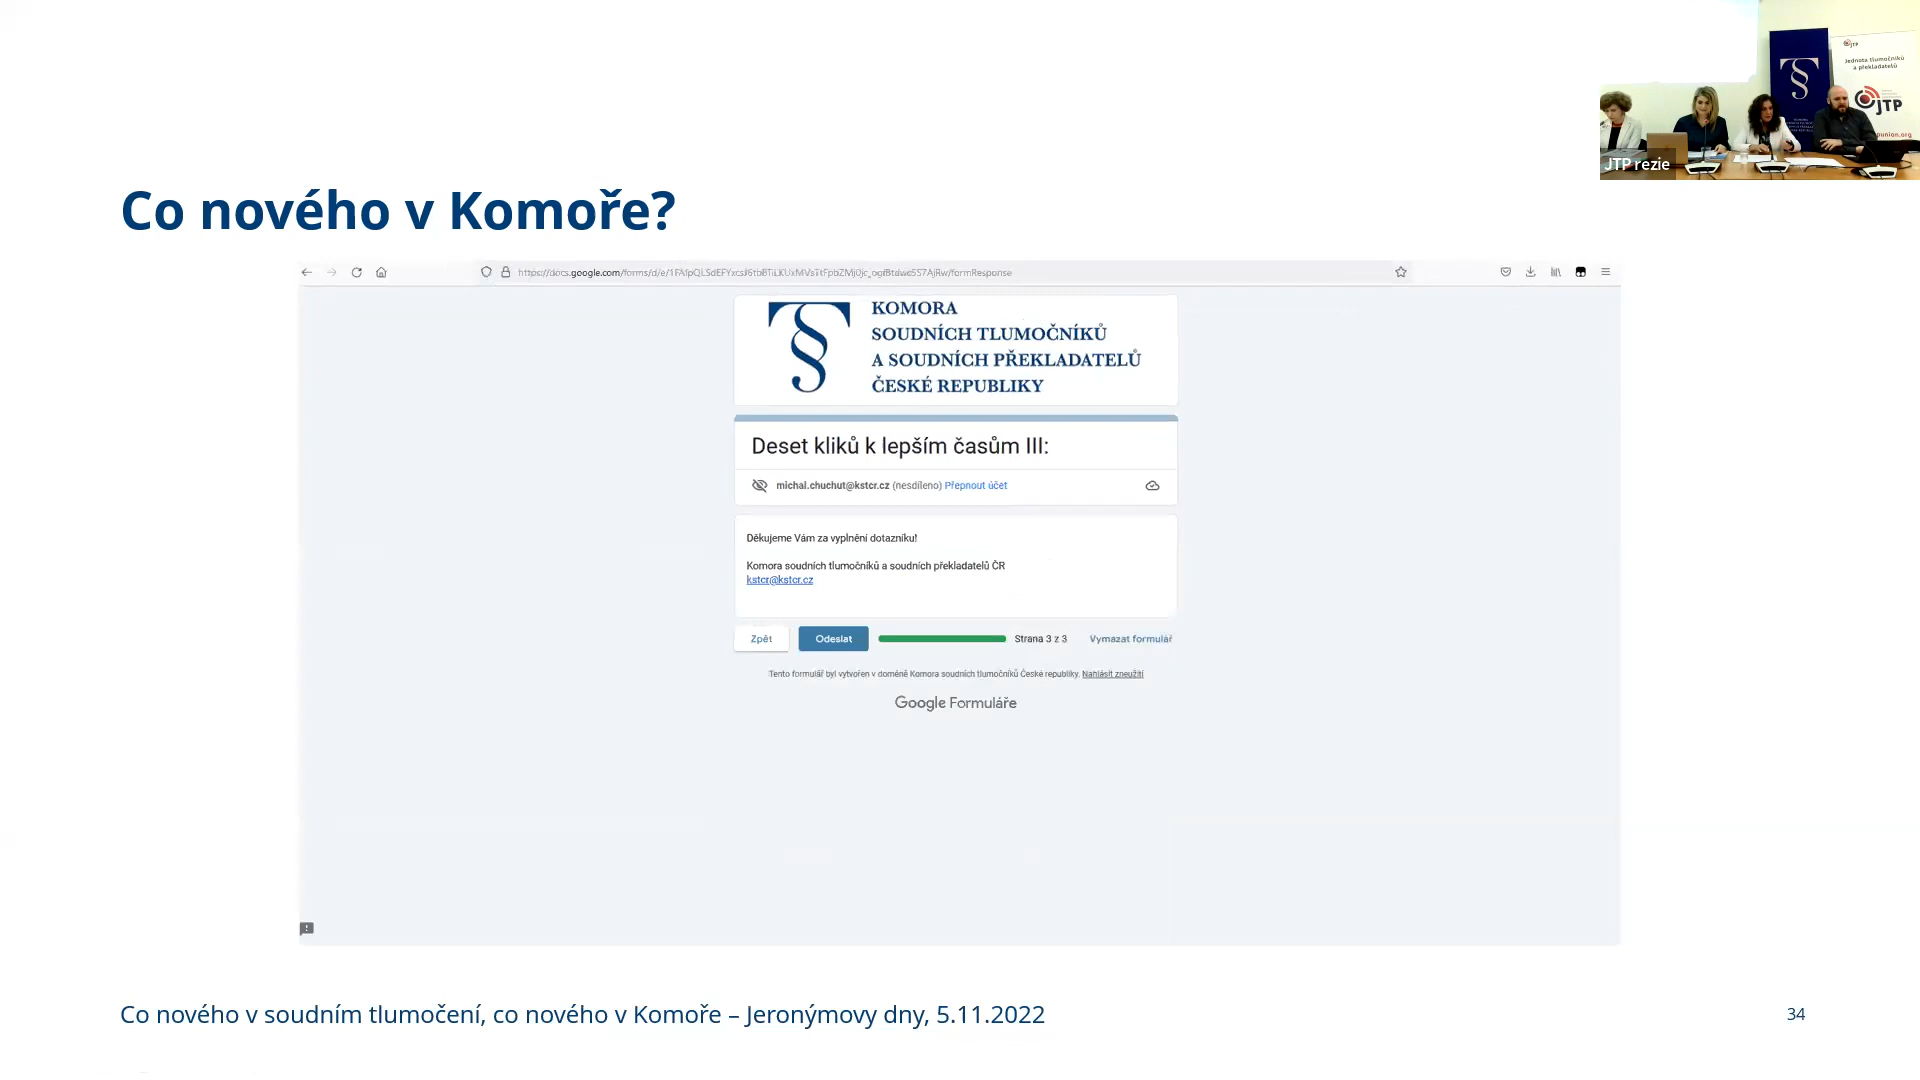 Jednota tlumočníků
a překladatelů
JTP
JTP rezie
Co nového v Komoře?
KOMORA
SOUDNÍCH TLUMOČNÍKŮ
A SOUDNÍCH PŘEKLADATELŮ
ČESKÉ REPUBLIKY
Deset kliků k lepším časům III:
michal.chuchut@kstcr.cz (nesdíleno) Přepnout účet
Děkujeme Vám za vyplnění dotazníku!
Komora soudních tlumočníků a soudních překladatelů ČR
kstcr@kstcr.cz
Zpět Odeslat Strana 3 z 3 Vymazat formulář
Tento formulář byl vytvořen v doméně Komora soudních tlumočníků České republiky. Nahlásit zneužití
Google Formuláře
Co nového v soudním tlumočení, co nového v Komoře – Jeronýmovy dny, 5.11.2022
34